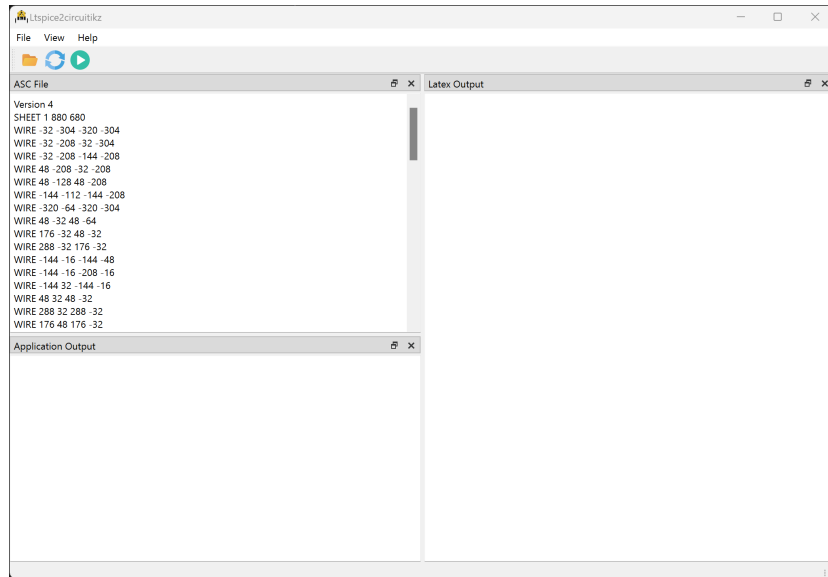 Ltspice2circuitikz
File View Help
ASC File
Version 4
SHEET 1 880 680
WIRE -32 -304 -320 -304
WIRE -32 -208 -32 -304
WIRE -32 -208 -144 -208
WIRE 48 -208 -32 -208
WIRE 48 -128 48 -208
WIRE -144 -112 -144 -208
WIRE -320 -64 -320 -304
WIRE 48 -32 48 -64
WIRE 176 -32 48 -32
WIRE 288 -32 176 -32
WIRE -144 -16 -144 -48
WIRE -144 -16 -208 -16
WIRE -144 32 -144 -16
WIRE 48 32 48 -32
WIRE 288 32 288 -32
WIRE 176 48 176 -32
Application Output
Latex Output